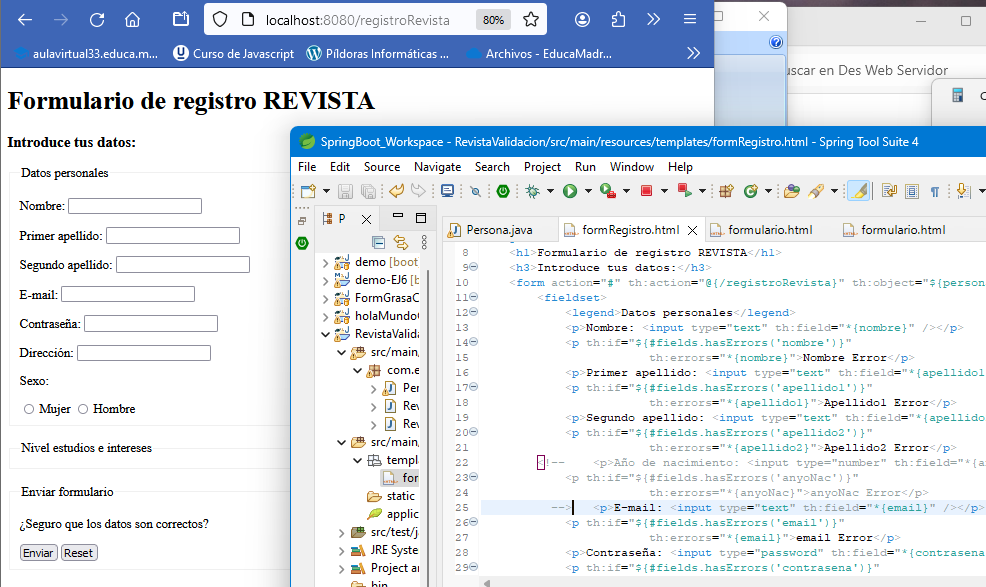 localhost:8080/registroRevista
80%
aulavirtual33.educa.m...
Curso de Javascript
Píldoras Informáticas ...
Archivos - EducaMadr...
uscar en Des Web Servidor
Formulario de registro REVISTA
Introduce tus datos:
Datos personales
Nombre:
Primer apellido:
Segundo apellido:
E-mail:
Contraseña:
Dirección:
Sexo:
Mujer
Hombre
Nivel estudios e intereses
Enviar formulario
¿Seguro que los datos son correctos?
Enviar
Reset
SpringBoot_Workspace - RevistaValidacion/src/main/resources/templates/formRegistro.html - Spring Tool Suite 4
File Edit Source Navigate Search Project Run Window Help
P
demo [boot
demo-EJ6 [b
FormGrasaC
holaMundo
RevistaValida
src/main,
com.e
Per
Rev
Rev
src/main,
templ
for
static
applic
src/test/j
JRE Syste
Project ar
bin
Persona.java
formRegistro.html
formulario.html
formulario.html
8 <h1>Formulario de registro REVISTA</h1>
9 <h3>Introduce tus datos:</h3>
10 <form action="#" th:action="@{/registroRevista}" th:object="${person
11 <fieldset>
12 <legend>Datos personales</legend>
13 <p>Nombre: <input type="text" th:field="*{nombre}" /></p>
14 <p th:if="${#fields.hasErrors('nombre')}"
15 th:errors="*{nombre}">Nombre Error</p>
16 <p>Primer apellido: <input type="text" th:field="*{apellido1
17 <p th:if="${#fields.hasErrors('apellido1')}"
18 th:errors="*{apellido1}">Apellido1 Error</p>
19 <p>Segundo apellido: <input type="text" th:field="*{apellido
20 <p th:if="${#fields.hasErrors('apellido2')}"
21 th:errors="*{apellido2}">Apellido2 Error</p>
22 <!-- <p>Año de nacimiento: <input type="number" th:field="*{a
23 <p th:if="${#fields.hasErrors('anyoNac')}"
24 th:errors="*{anyoNac}">anyoNac Error</p>
25 --> <p>E-mail: <input type="text" th:field="*{email}" /></p>
26 <p th:if="${#fields.hasErrors('email')}"
27 th:errors="*{email}">email Error</p>
28 <p>Contraseña: <input type="password" th:field="*{contrasena
29 <p th:if="${#fields.hasErrors('contrasena')}"